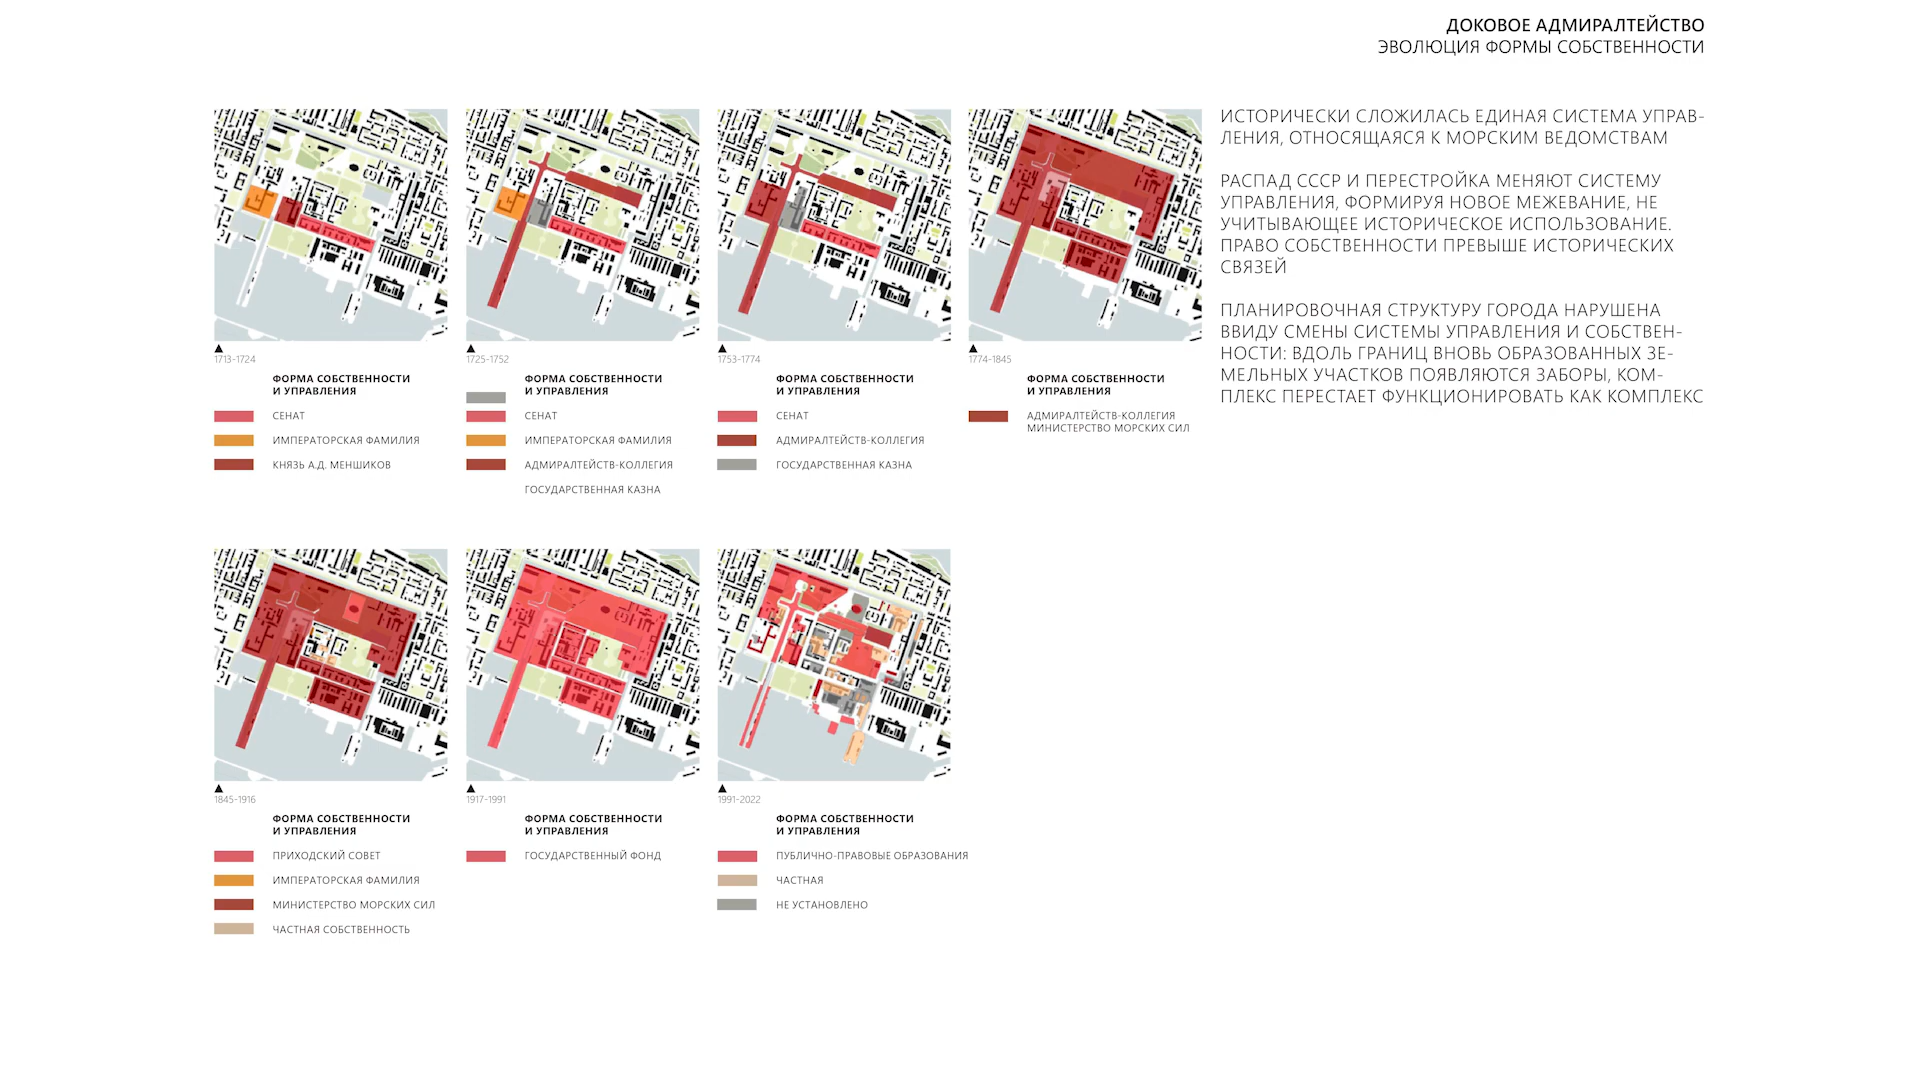 ДОКОВОЕ АДМИРАЛТЕЙСТВО
ЭВОЛЮЦИЯ ФОРМЫ СОБСТВЕННОСТИ
ИСТОРИЧЕСКИ СЛОЖИЛАСЬ ЕДИНАЯ СИСТЕМА УПРАВ-
ЛЕНИЯ, ОТНОСЯЩАЯСЯ К МОРСКИМ ВЕДОМСТВАМ
РАСПАД СССР И ПЕРЕСТРОЙКА МЕНЯЮТ СИСТЕМУ
УПРАВЛЕНИЯ, ФОРМИРУЯ НОВОЕ МЕЖЕВАНИЕ, НЕ
УЧИТЫВАЮЩЕЕ ИСТОРИЧЕСКОЕ ИСПОЛЬЗОВАНИЕ.
ПРАВО СОБСТВЕННОСТИ ПРЕВЫШЕ ИСТОРИЧЕСКИХ
СВЯЗЕЙ
ПЛАНИРОВОЧНАЯ СТРУКТУРУ ГОРОДА НАРУШЕНА
ВВИДУ СМЕНЫ СИСТЕМЫ УПРАВЛЕНИЯ И СОБСТВЕН-
НОСТИ: ВДОЛЬ ГРАНИЦ ВНОВЬ ОБРАЗОВАННЫХ ЗЕ-
МЕЛЬНЫХ УЧАСТКОВ ПОЯВЛЯЮТСЯ ЗАБОРЫ, КОМ-
ПЛЕКС ПЕРЕСТАЕТ ФУНКЦИОНИРОВАТЬ КАК КОМПЛЕКС
1713-1724
ФОРМА СОБСТВЕННОСТИ
И УПРАВЛЕНИЯ
СЕНАТ
ИМПЕРАТОРСКАЯ ФАМИЛИЯ
КНЯЗЬ А.Д. МЕНШИКОВ
1725-1752
ФОРМА СОБСТВЕННОСТИ
И УПРАВЛЕНИЯ
СЕНАТ
ИМПЕРАТОРСКАЯ ФАМИЛИЯ
АДМИРАЛТЕЙСТВ-КОЛЛЕГИЯ
ГОСУДАРСТВЕННАЯ КАЗНА
1753-1774
ФОРМА СОБСТВЕННОСТИ
И УПРАВЛЕНИЯ
СЕНАТ
АДМИРАЛТЕЙСТВ-КОЛЛЕГИЯ
ГОСУДАРСТВЕННАЯ КАЗНА
1774-1845
ФОРМА СОБСТВЕННОСТИ
И УПРАВЛЕНИЯ
АДМИРАЛТЕЙСТВ-КОЛЛЕГИЯ
МИНИСТЕРСТВО МОРСКИХ СИЛ
1845-1916
ФОРМА СОБСТВЕННОСТИ
И УПРАВЛЕНИЯ
ПРИХОДСКИЙ СОВЕТ
ИМПЕРАТОРСКАЯ ФАМИЛИЯ
МИНИСТЕРСТВО МОРСКИХ СИЛ
ЧАСТНАЯ СОБСТВЕННОСТЬ
1917-1991
ФОРМА СОБСТВЕННОСТИ
И УПРАВЛЕНИЯ
ГОСУДАРСТВЕННЫЙ ФОНД
1991-2022
ФОРМА СОБСТВЕННОСТИ
И УПРАВЛЕНИЯ
ПУБЛИЧНО-ПРАВОВЫЕ ОБРАЗОВАНИЯ
ЧАСТНАЯ
НЕ УСТАНОВЛЕНО